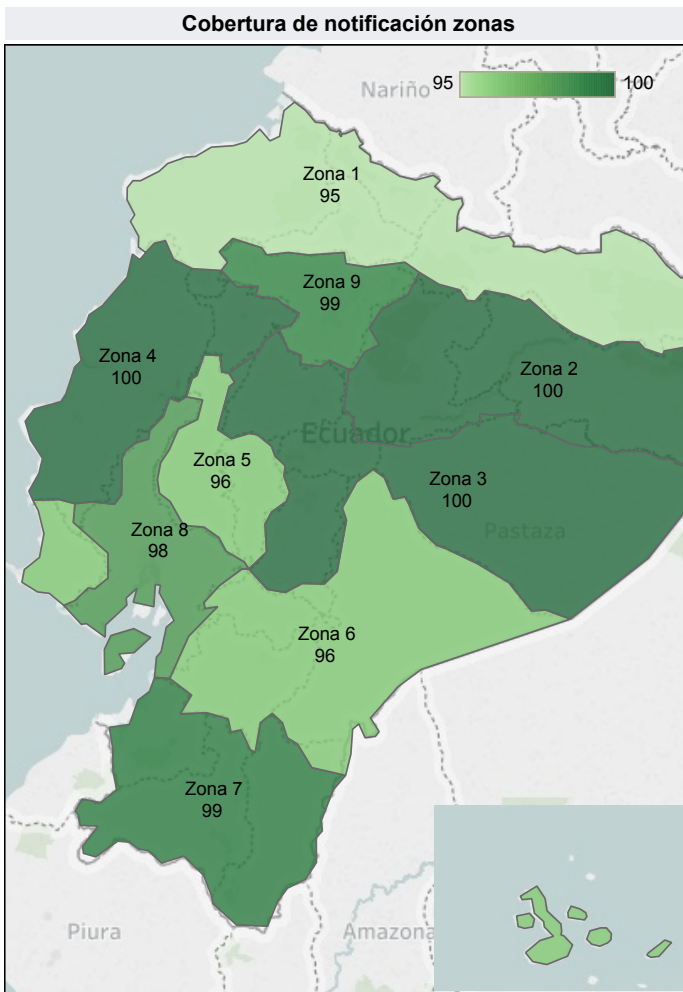 Cobertura de notificación zonas
95
100
Nariño
Zona 1
95
Zona 9
99
Zona 4
100
Zona 2
100
Ecuador
Zona 5
96
Zona 3
100
Pastaza
Zona 8
98
Zona 6
96
Zona 7
99
Piura
Amazona